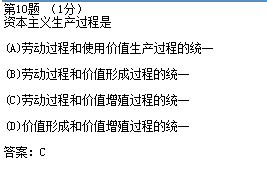 第10题 （1分）
资本主义生产过程是
(A)劳动过程和使用价值生产过程的统一
(B)劳动过程和价值形成过程的统一
(C)劳动过程和价值增殖过程的统一
(D)价值形成和价值增殖过程的统一
答案：C